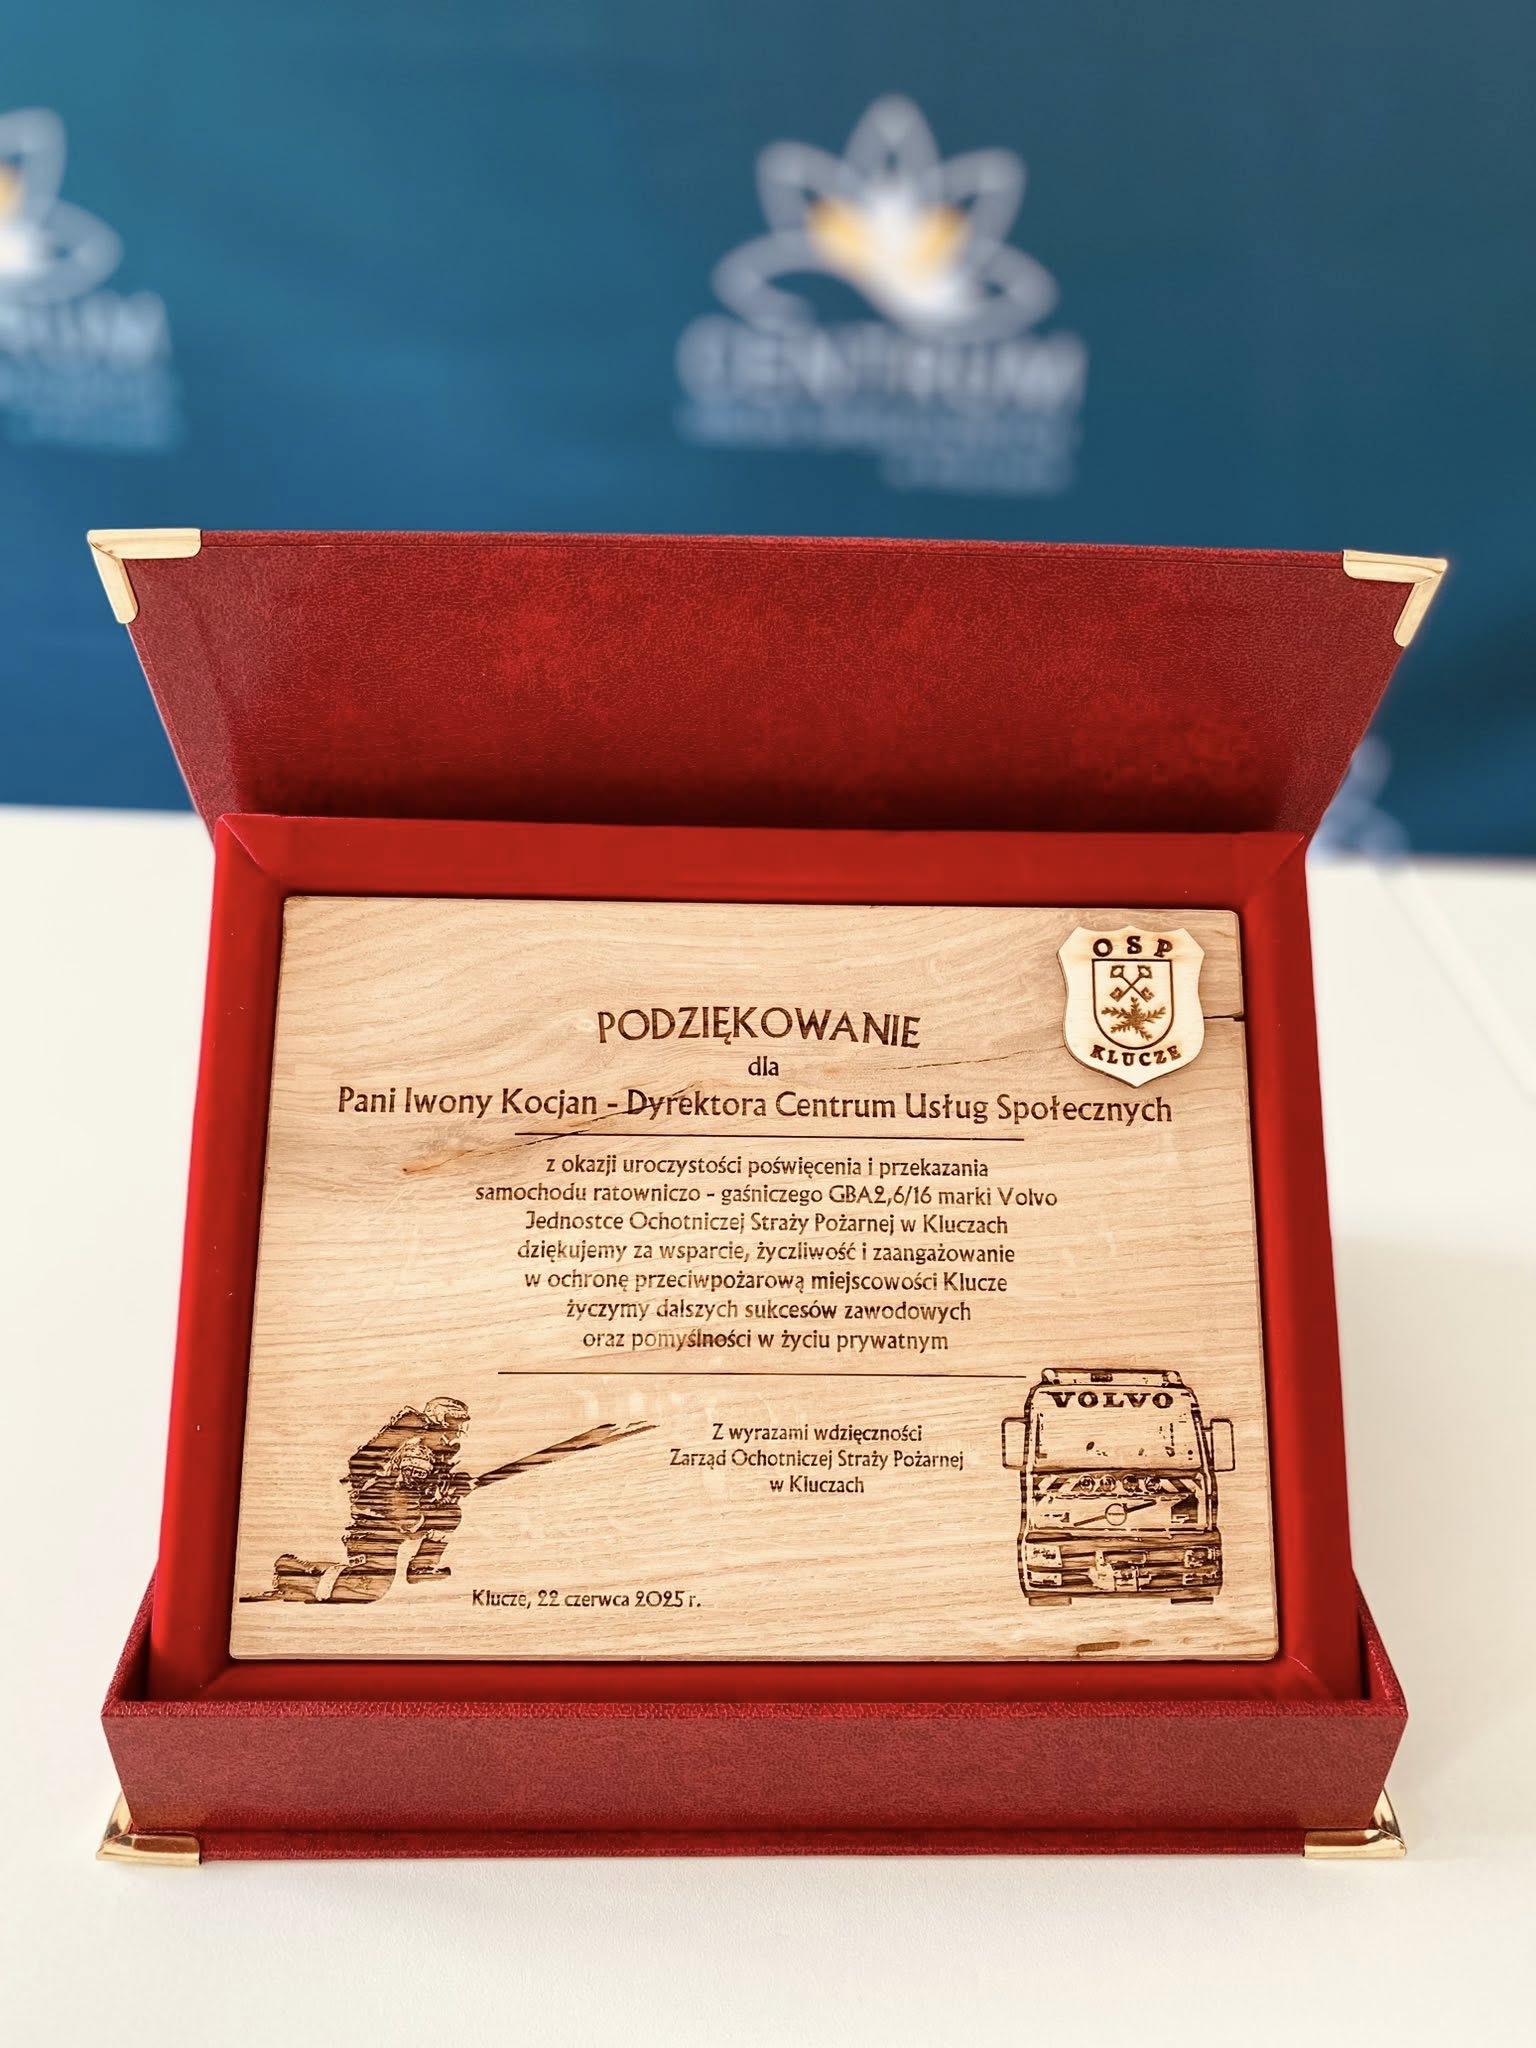 CENTRUM
OSP
KLUCZE
PODZIĘKOWANIE
dla
Pani Iwony Kocjan - Dyrektora Centrum Usług Społecznych
z okazji uroczystości poświęcenia i przekazania
samochodu ratowniczo - gaśniczego GBA2,6/16 marki Volvo
Jednostce Ochotniczej Straży Pożarnej w Kluczach
dziękujemy za wsparcie, życzliwość i zaangażowanie
w ochronę przeciwpożarową miejscowości Klucze
życzymy dalszych sukcesów zawodowych
oraz pomyślności w życiu prywatnym
VOLVO
Z wyrazami wdzięczności
Zarząd Ochotniczej Straży Pożarnej
w Kluczach
Klucze, 22 czerwca 2025 r.